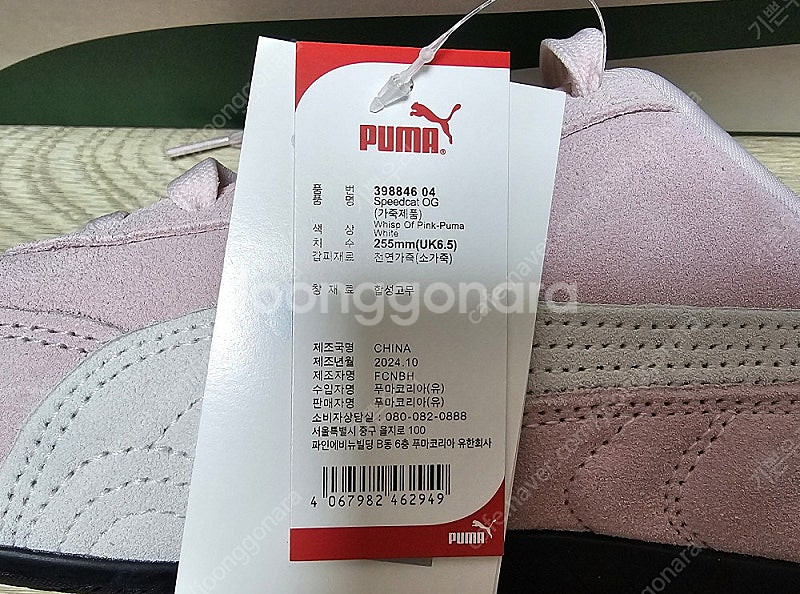 PUMA
품 번 398846 04
품 명 Speedcat OG
(가죽제품)
색 상 Whisp Of Pink-Puma
White
치 수 255mm(UK6.5)
갑피재료 천연가죽(소가죽)
창 재 료 합성고무
joonggonara
제조국명 CHINA
제조년월 2024.10
제조자명 FCNBH
수입자명 푸마코리아(유)
판매자명 푸마코리아(유)
소비자상담실 : 080-082-0888
서울특별시 중구 을지로 100
파인에비뉴빌딩 B동 6층 푸마코리아 유한회사
4 067982 462949
PUMA